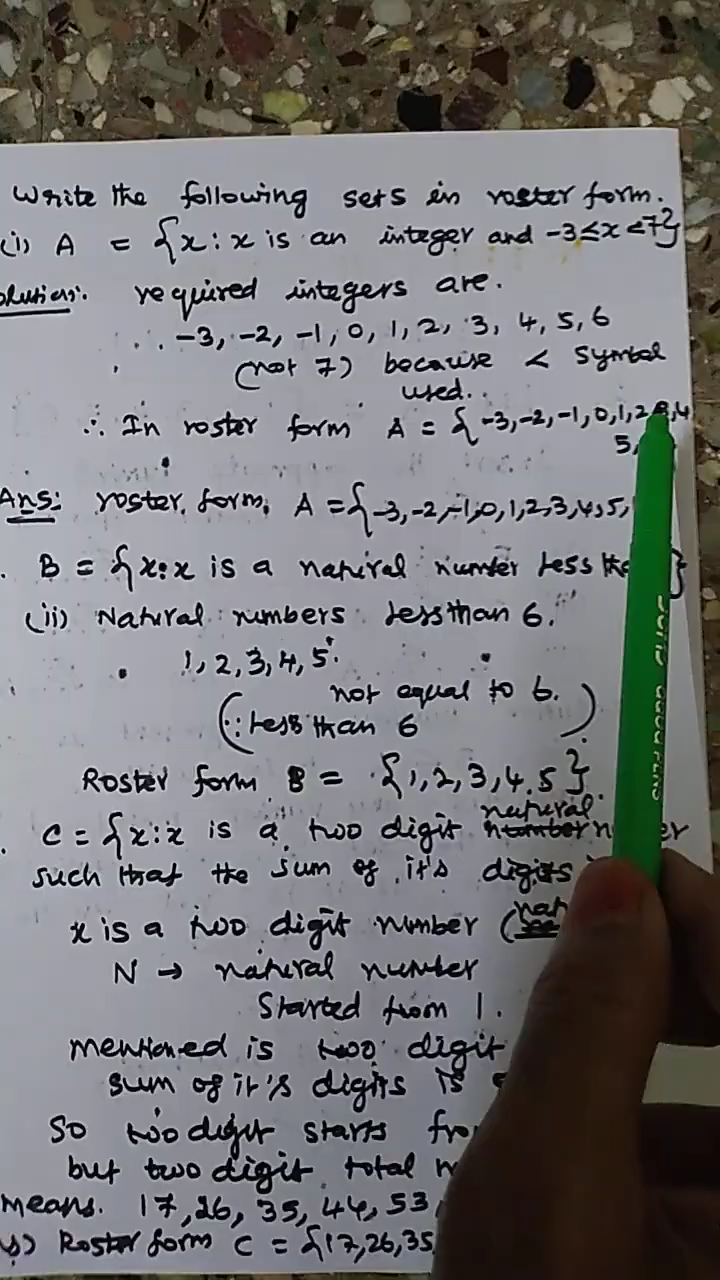 Write the following sets in roster form.
(i) A = {x : x is an integer and -3≤x<7}
olution: required integers are.
-3, -2, -1, 0, 1, 2, 3, 4, 5, 6
(not 7) because < symbol
used..
∴ In roster form A = { -3, -2, -1, 0, 1, 2, 3, 4
5,
Ans: roster form, A = {-3, -2, -1, 0, 1, 2, 3, 4, 5,
B = {x : x is a natural number less }
(ii) Natural numbers less than 6.
1, 2, 3, 4, 5.
not equal to 6.
(∵ less than 6 )
Roster form B = {1, 2, 3, 4, 5}.
natural
C = {x : x is a two digit number
such that the sum of it's digits
x is a two digit number (
N → natural number
Started from 1.
mentioned is two digit
sum of it's digits is
So two digit starts
but two digit total
means. 17, 26, 35, 44, 53,
Roster form C = {17, 26, 35